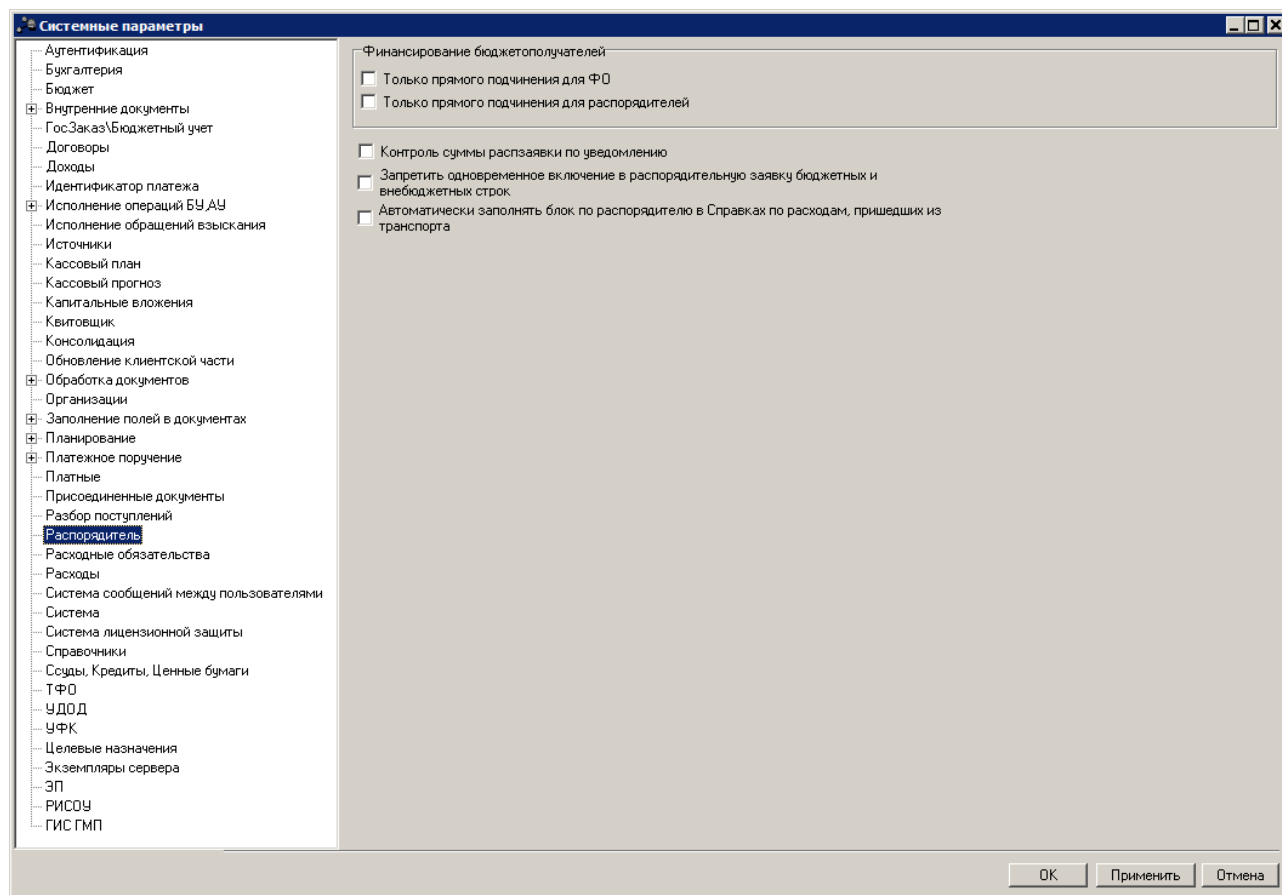 Системные параметры
Аутентификация
Бухгалтерия
Бюджет
Внутренние документы
ГосЗаказ\Бюджетный учет
Договоры
Доходы
Идентификатор платежа
Исполнение операций БУ,АУ
Исполнение обращений взыскания
Источники
Кассовый план
Кассовый прогноз
Капитальные вложения
Квитовщик
Консолидация
Обновление клиентской части
Обработка документов
Организации
Заполнение полей в документах
Планирование
Платежное поручение
Платные
Присоединенные документы
Разбор поступлений
Распорядитель
Расходные обязательства
Расходы
Система сообщений между пользователями
Система
Система лицензионной защиты
Справочники
Ссуды, Кредиты, Ценные бумаги
ТФО
УДОД
УФК
Целевые назначения
Экземпляры сервера
ЭП
РИСОУ
ГИС ГМП
Финансирование бюджетополучателей
Только прямого подчинения для ФО
Только прямого подчинения для распорядителей
Контроль суммы распзаявки по уведомлению
Запретить одновременное включение в распорядительную заявку бюджетных и
внебюджетных строк
Автоматически заполнять блок по распорядителю в Справках по расходам, пришедших из
транспорта
OK
Применить
Отмена